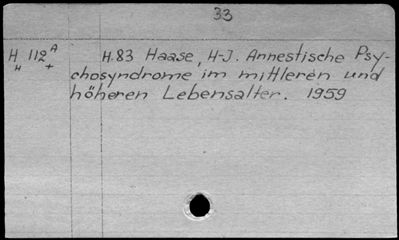 33
H 112 A H.83 Haase, H-J. Amnestische Psy-
H + chosyndrome im mittleren und
höheren Lebensalter. 1959